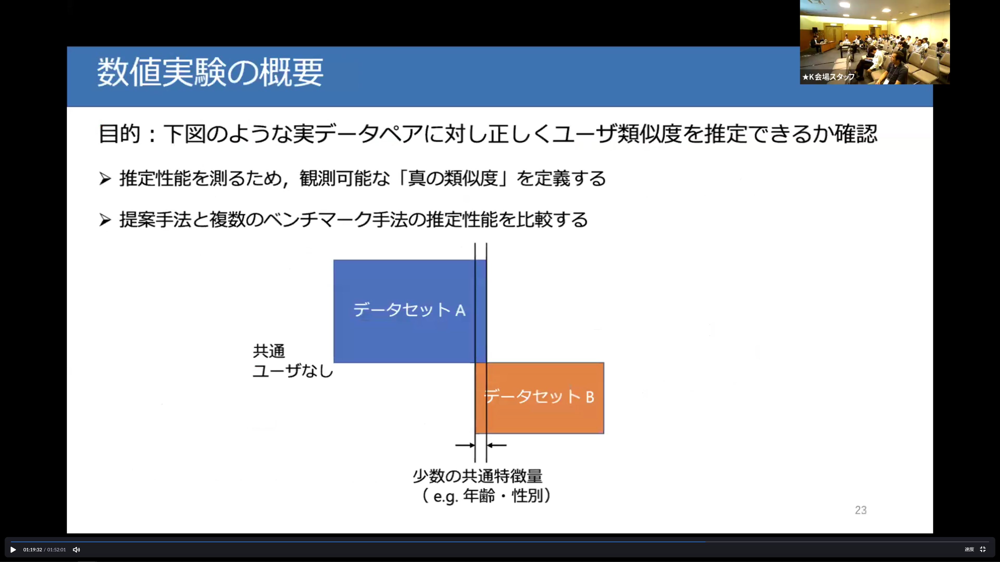 ★K会場スタッフ
数値実験の概要
目的：下図のような実データペアに対し正しくユーザ類似度を推定できるか確認
➢ 推定性能を測るため，観測可能な「真の類似度」を定義する
➢ 提案手法と複数のベンチマーク手法の推定性能を比較する
データセット A
共通
ユーザなし
データセット B
少数の共通特徴量
（ e.g. 年齢・性別）
23
01:19:32 / 01:52:01
速度